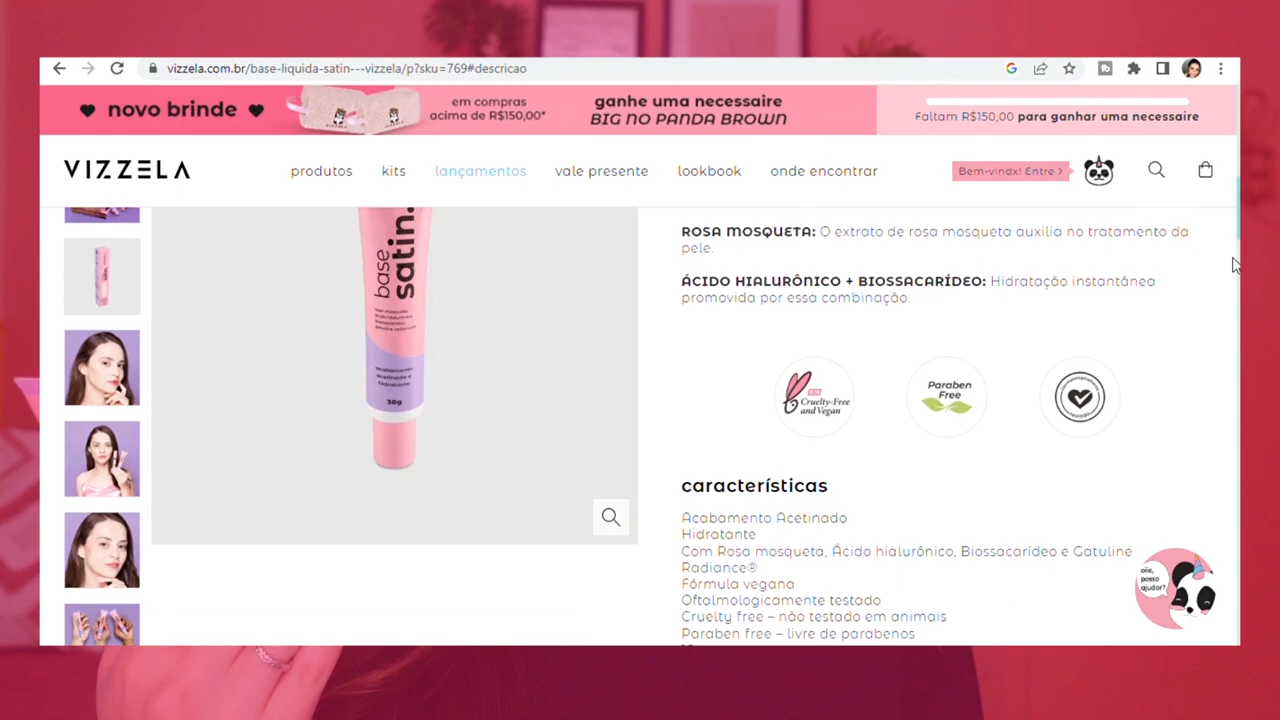 vizzela.com.br/base-liquida-satin---vizzela/p?sku=769#descricao
novo brinde
em compras
acima de R$150,00*
ganhe uma necessaire
BIG NO PANDA BROWN
Faltam R$150,00 para ganhar uma necessaire
VIZZELA
produtos
kits
lançamentos
vale presente
lookbook
onde encontrar
Bem-vindx! Entre >
base
satin.
acabamento
acetinado e
hidratante
30g
ROSA MOSQUETA: O extrato de rosa mosqueta auxilia no tratamento da
pele.
ÁCIDO HIALURÔNICO + BIOSSACARÍDEO: Hidratação instantânea
promovida por essa combinação.
Cruelty-Free
and Vegan
Paraben
Free
características
Acabamento Acetinado
Hidratante
Com Rosa mosqueta, Ácido hialurônico, Biossacarídeo e Gatuline
Radiance®
Fórmula vegana
Oftalmologicamente testado
Cruelty free – não testado em animais
Paraben free – livre de parabenos
oiie,
posso
ajudar?